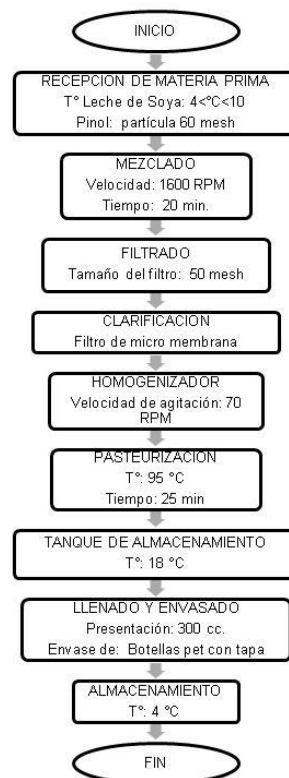 INICIO
RECEPCION DE MATERIA PRIMA
T° Leche de Soya: 4<°C<10
Pinol: partícula 60 mesh
MEZCLADO
Velocidad: 1600 RPM
Tiempo: 20 min.
FILTRADO
Tamaño del filtro: 50 mesh
CLARIFICACION
Filtro de micro membrana
HOMOGENIZADOR
Velocidad de agitación: 70
RPM
PASTEURIZACION
T°: 95 °C
Tiempo: 25 min
TANQUE DE ALMACENAMIENTO
T°: 18 °C
LLENADO Y ENVASADO
Presentación: 300 cc.
Envase de: Botellas pet con tapa
ALMACENAMIENTO
T°: 4 °C
FIN